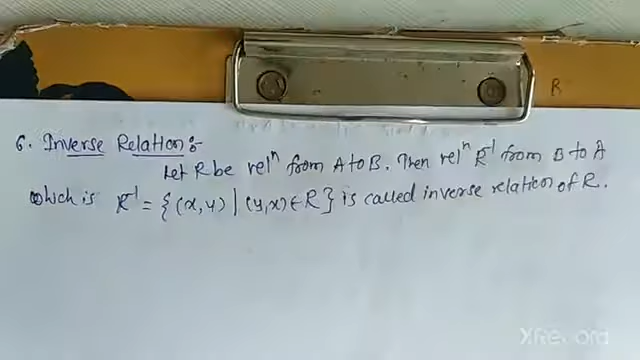 R
6. Inverse Relation :-
Let R be relⁿ from A to B. Then relⁿ R⁻¹ from B to A
which is R⁻¹ = {(x,y) | (y,x) ∈ R} is called inverse relation of R.
XRecord